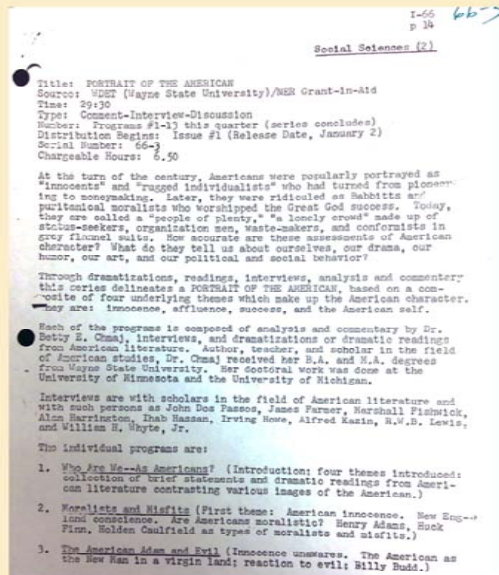 I-66
p 14
66-3
Social Sciences (2)
Title: PORTRAIT OF THE AMERICAN
Source: WDET (Wayne State University)/NER Grant-in-Aid
Time: 29:30
Type: Comment-Interview-Discussion
Number: Programs #1-13 this quarter (series concludes)
Distribution Begins: Issue #1 (Release Date, January 2)
Serial Number: 66-3
Chargeable Hours: 6.50
At the turn of the century, Americans were popularly portrayed as
"innocents" and "rugged individualists" who had turned from pioneer-
ing to moneymaking. Later, they were ridiculed as Babbitts and
puritanical moralists who worshipped the Great God success. Today,
they are called a "people of plenty," "a lonely crowd" made up of
status-seekers, organization men, waste-makers, and conformists in
grey flannel suits. How accurate are these assessments of American
character? What do they tell us about ourselves, our drama, our
humor, our art, and our political and social behavior?
Through dramatizations, readings, interviews, analysis and commentary
this series delineates a PORTRAIT OF THE AMERICAN, based on a com-
posite of four underlying themes which make up the American character.
They are: innocence, affluence, success, and the American self.
Each of the programs is composed of analysis and commentary by Dr.
Betty E. Chmaj, interviews, and dramatizations or dramatic readings
from American literature. Author, teacher, and scholar in the field
of American studies, Dr. Chmaj received her B.A. and M.A. degrees
from Wayne State University. Her doctoral work was done at the
University of Minnesota and the University of Michigan.
Interviews are with scholars in the field of American literature and
with such persons as John Dos Passos, James Farmer, Marshall Fishwick,
Alan Harrington, Ihab Hassan, Irving Howe, Alfred Kazin, R.W.B. Lewis,
and William H. Whyte, Jr.
The individual programs are:
1. Who Are We--As Americans? (Introduction; four themes introduced:
collection of brief statements and dramatic readings from Ameri-
can literature contrasting various images of the American.)
2. Moralists and Misfits (First theme: American innocence. New Eng-
land conscience. Are Americans moralistic? Henry Adams, Huck
Finn, Holden Caulfield as types of moralists and misfits.)
3. The American Adam and Evil (Innocence unawares. The American as
the New Man in a virgin land; reaction to evil; Billy Budd.)